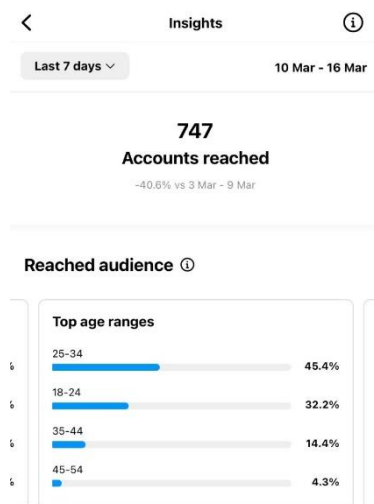 Insights
Last 7 days
10 Mar - 16 Mar
747
Accounts reached
-40.6% vs 3 Mar - 9 Mar
Reached audience
Top age ranges
25-34
% 45.4%
18-24
% 32.2%
35-44
% 14.4%
45-54
% 4.3%